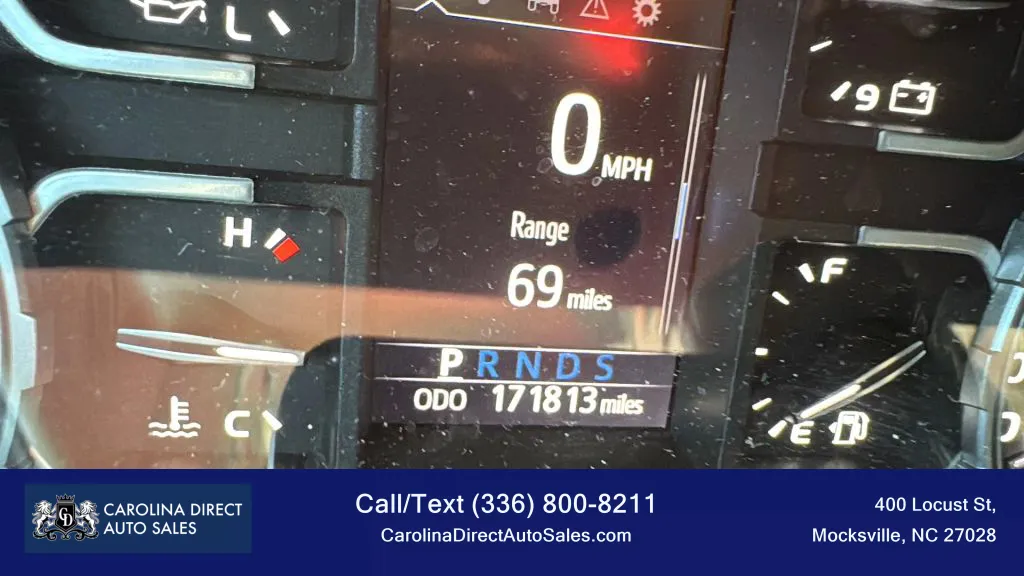 L
9
0 MPH
H
Range
F
69 miles
P R N D S
ODO 171813 miles
C
E
CAROLINA DIRECT
AUTO SALES
CD
Call/Text (336) 800-8211
CarolinaDirectAutoSales.com
400 Locust St,
Mocksville, NC 27028